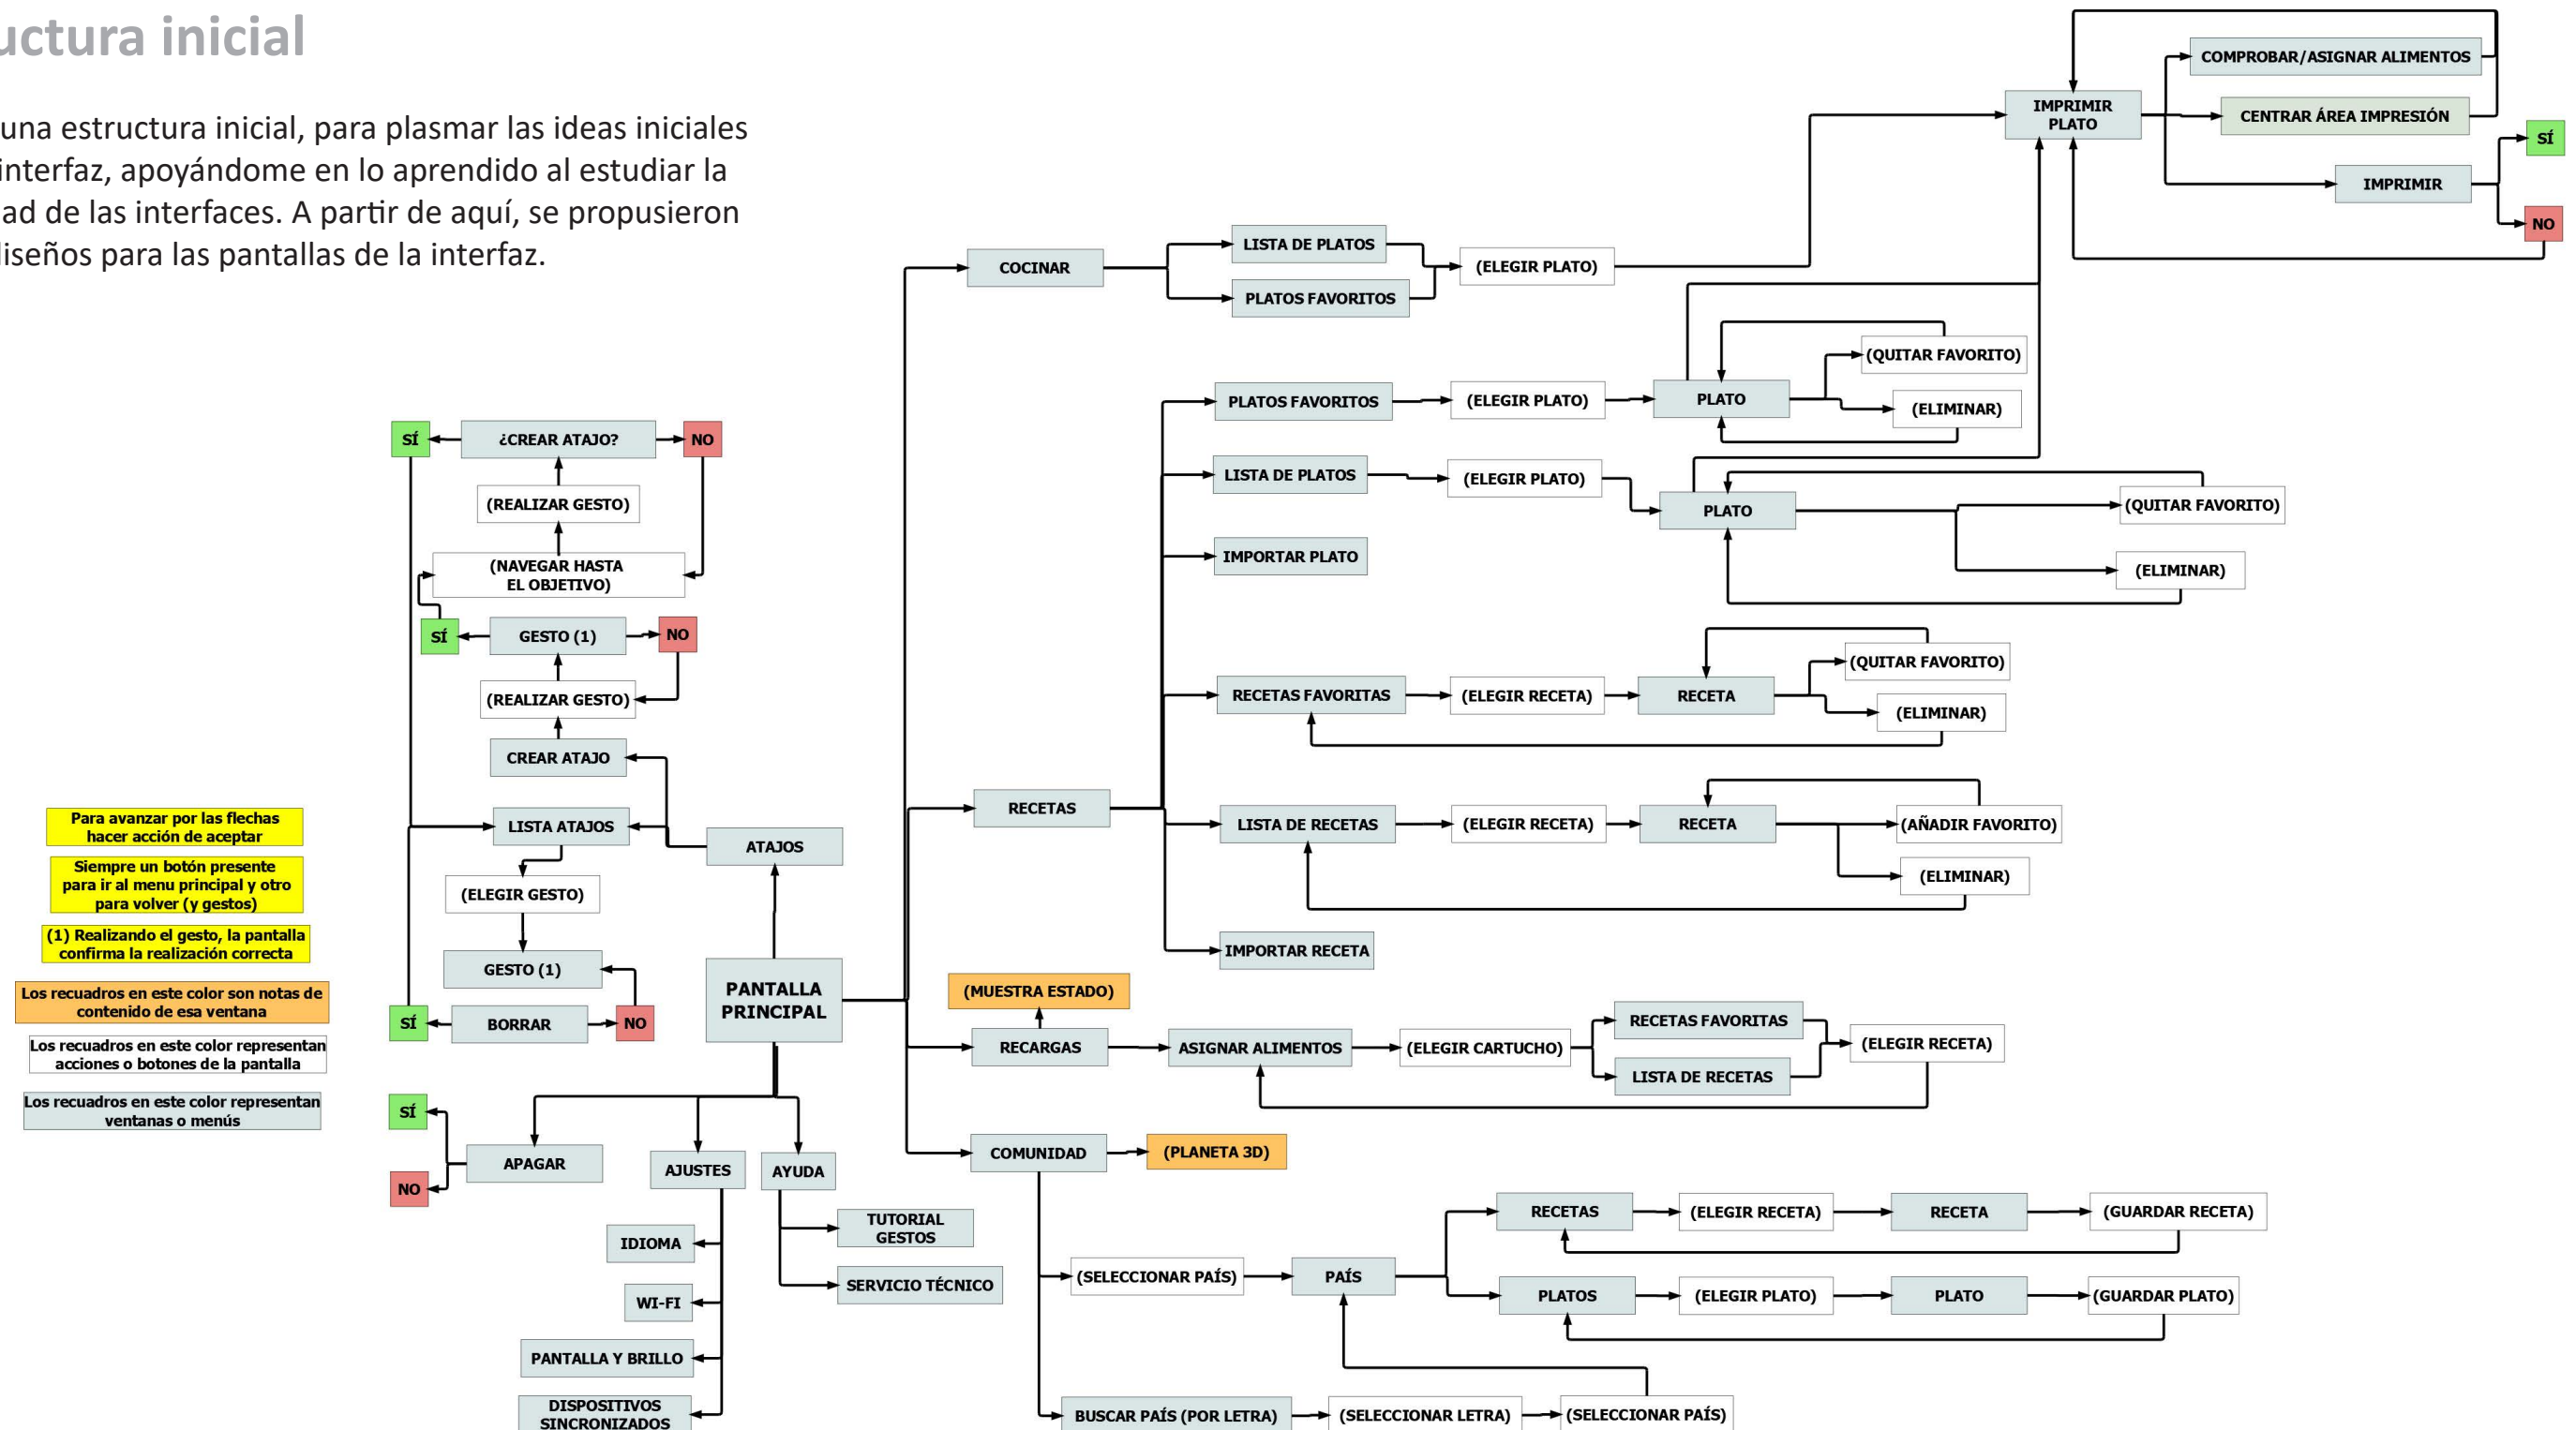 uctura inicial
una estructura inicial, para plasmar las ideas iniciales
interfaz, apoyándome en lo aprendido al estudiar la
ad de las interfaces. A partir de aquí, se propusieron
liseños para las pantallas de la interfaz.
COMPROBAR/ASIGNAR ALIMENTOS
IMPRIMIR
PLATO
CENTRAR ÁREA IMPRESIÓN
SÍ
IMPRIMIR
NO
COCINAR
LISTA DE PLATOS
PLATOS FAVORITOS
(ELEGIR PLATO)
PLATOS FAVORITOS
(ELEGIR PLATO)
PLATO
(QUITAR FAVORITO)
(ELIMINAR)
LISTA DE PLATOS
(ELEGIR PLATO)
PLATO
(QUITAR FAVORITO)
(ELIMINAR)
IMPORTAR PLATO
RECETAS FAVORITAS
(ELEGIR RECETA)
RECETA
(QUITAR FAVORITO)
(ELIMINAR)
RECETAS
LISTA DE RECETAS
(ELEGIR RECETA)
RECETA
(AÑADIR FAVORITO)
(ELIMINAR)
IMPORTAR RECETA
SÍ
¿CREAR ATAJO?
NO
(REALIZAR GESTO)
(NAVEGAR HASTA
EL OBJETIVO)
SÍ
GESTO (1)
NO
(REALIZAR GESTO)
CREAR ATAJO
LISTA ATAJOS
ATAJOS
(ELEGIR GESTO)
GESTO (1)
SÍ
BORRAR
NO
PANTALLA
PRINCIPAL
Para avanzar por las flechas
hacer acción de aceptar
Siempre un botón presente
para ir al menu principal y otro
para volver (y gestos)
(1) Realizando el gesto, la pantalla
confirma la realización correcta
Los recuadros en este color son notas de
contenido de esa ventana
Los recuadros en este color representan
acciones o botones de la pantalla
Los recuadros en este color representan
ventanas o menús
(MUESTRA ESTADO)
RECARGAS
ASIGNAR ALIMENTOS
(ELEGIR CARTUCHO)
RECETAS FAVORITAS
LISTA DE RECETAS
(ELEGIR RECETA)
SÍ
NO
APAGAR
AJUSTES
AYUDA
IDIOMA
WI-FI
PANTALLA Y BRILLO
DISPOSITIVOS
SINCRONIZADOS
TUTORIAL
GESTOS
SERVICIO TÉCNICO
COMUNIDAD
(PLANETA 3D)
(SELECCIONAR PAÍS)
PAÍS
RECETAS
(ELEGIR RECETA)
RECETA
(GUARDAR RECETA)
PLATOS
(ELEGIR PLATO)
PLATO
(GUARDAR PLATO)
BUSCAR PAÍS (POR LETRA)
(SELECCIONAR LETRA)
(SELECCIONAR PAÍS)